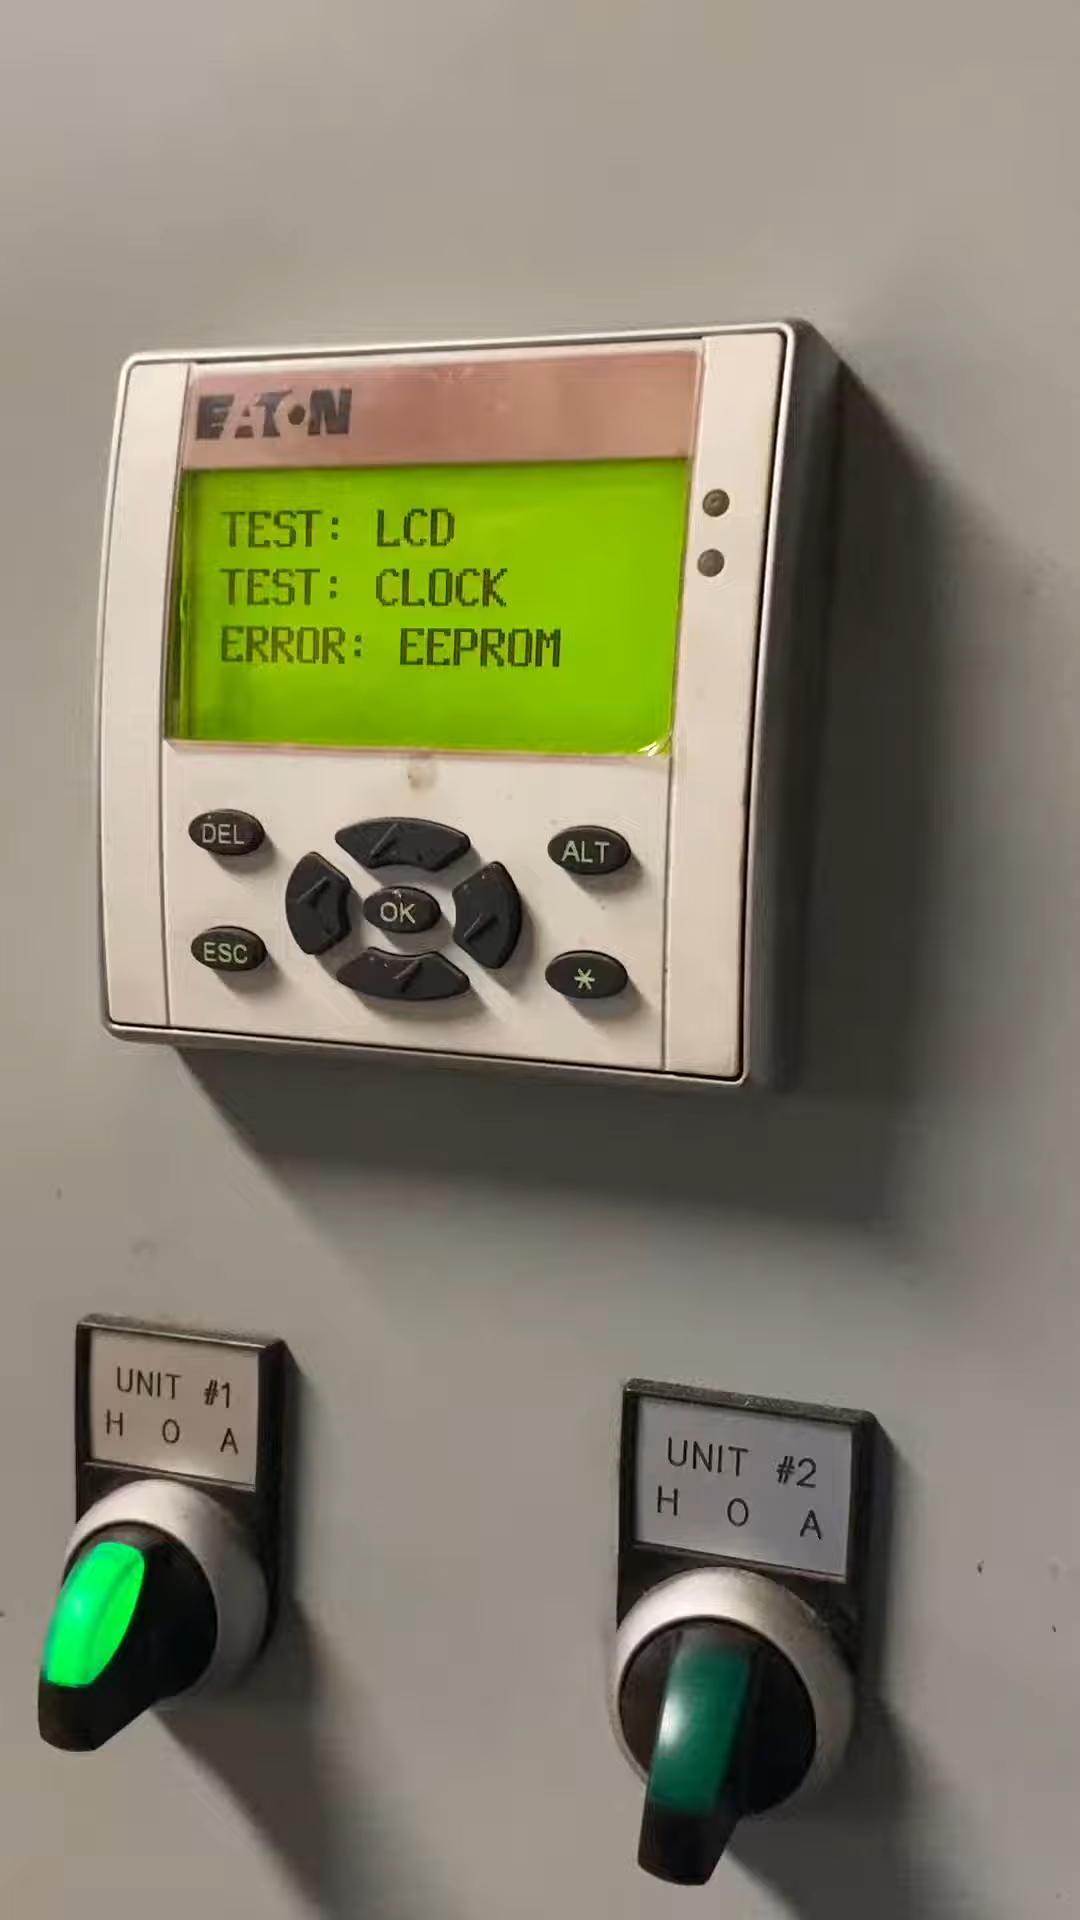 EATON
TEST: LCD
TEST: CLOCK
ERROR: EEPROM
DEL
ALT
OK
ESC
*
UNIT #1
H O A
UNIT #2
H O A